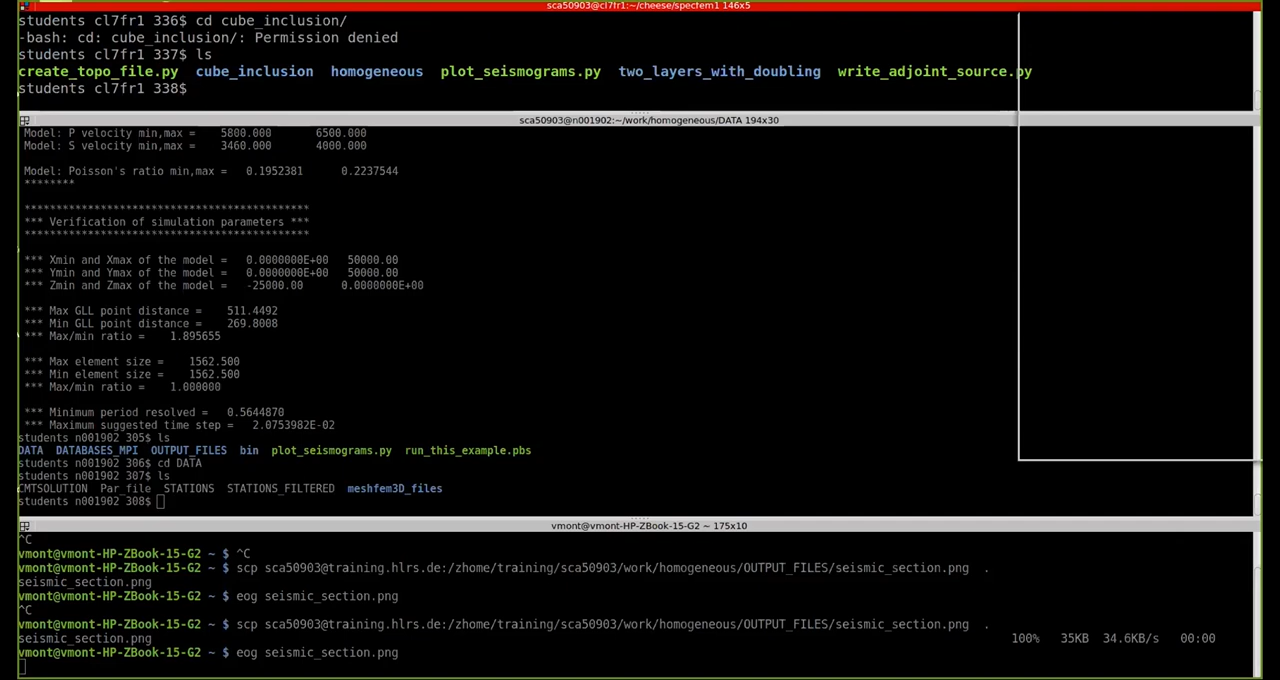 sca50903@cl7fr1:~/cheese/specfem1 146x5
students cl7fr1 336$ cd cube_inclusion/
-bash: cd: cube_inclusion/: Permission denied
students cl7fr1 337$ ls
create_topo_file.py cube_inclusion homogeneous plot_seismograms.py two_layers_with_doubling write_adjoint_source.py
students cl7fr1 338$
sca50903@n001902:~/work/homogeneous/DATA 194x30
Model: P velocity min,max = 5800.000 6500.000
Model: S velocity min,max = 3460.000 4000.000
Model: Poisson's ratio min,max = 0.1952381 0.2237544
********
*********************************************
*** Verification of simulation parameters ***
*********************************************
*** Xmin and Xmax of the model = 0.0000000E+00 50000.00
*** Ymin and Ymax of the model = 0.0000000E+00 50000.00
*** Zmin and Zmax of the model = -25000.00 0.0000000E+00
*** Max GLL point distance = 511.4492
*** Min GLL point distance = 269.8008
*** Max/min ratio = 1.895655
*** Max element size = 1562.500
*** Min element size = 1562.500
*** Max/min ratio = 1.000000
*** Minimum period resolved = 0.5644870
*** Maximum suggested time step = 2.0753982E-02
students n001902 305$ ls
DATA DATABASES_MPI OUTPUT_FILES bin plot_seismograms.py run_this_example.pbs
students n001902 306$ cd DATA
students n001902 307$ ls
CMTSOLUTION Par_file STATIONS STATIONS_FILTERED meshfem3D_files
students n001902 308$
vmont@vmont-HP-ZBook-15-G2 ~ 175x10
^C
vmont@vmont-HP-ZBook-15-G2 ~ $ ^C
vmont@vmont-HP-ZBook-15-G2 ~ $ scp sca50903@training.hlrs.de:/zhome/training/sca50903/work/homogeneous/OUTPUT_FILES/seismic_section.png .
seismic_section.png
vmont@vmont-HP-ZBook-15-G2 ~ $ eog seismic_section.png
^C
vmont@vmont-HP-ZBook-15-G2 ~ $ scp sca50903@training.hlrs.de:/zhome/training/sca50903/work/homogeneous/OUTPUT_FILES/seismic_section.png .
seismic_section.png 100% 35KB 34.6KB/s 00:00
vmont@vmont-HP-ZBook-15-G2 ~ $ eog seismic_section.png